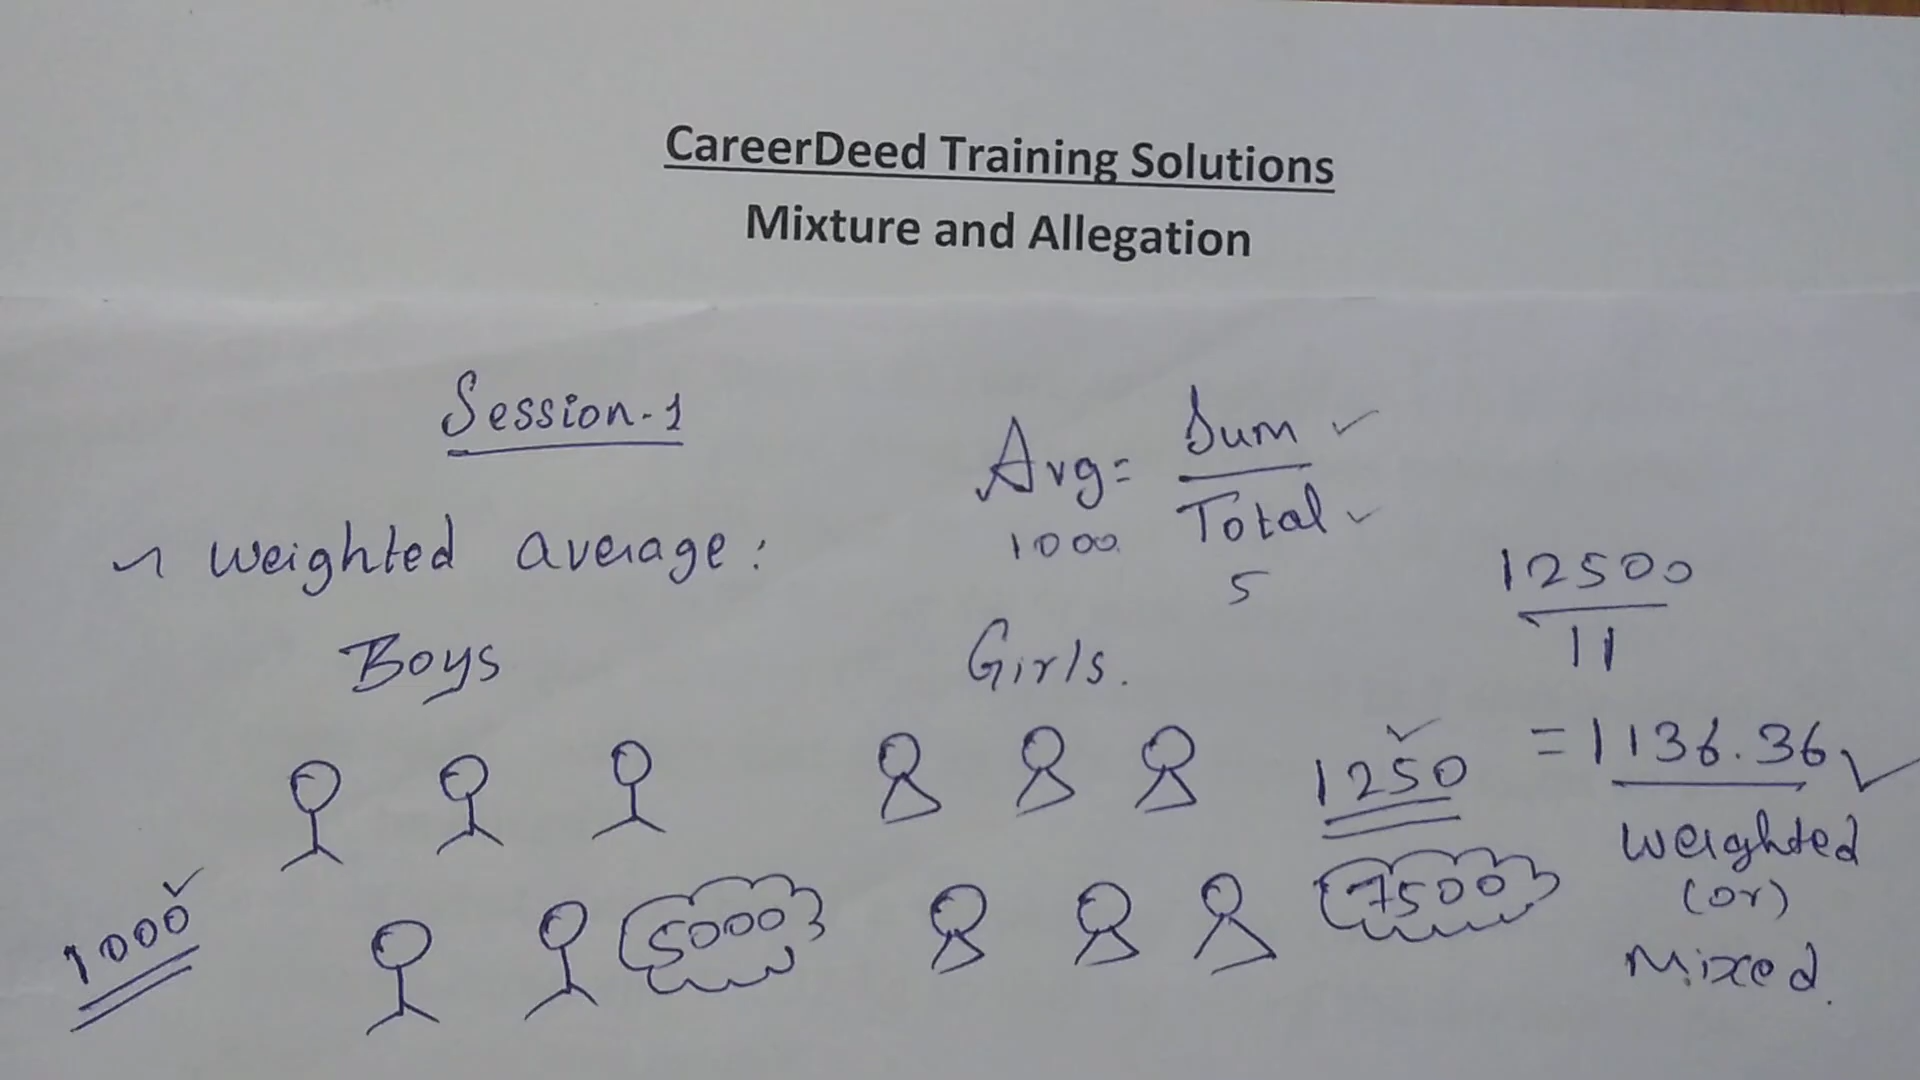 CareerDeed Training Solutions
Mixture and Allegation
Session-1
Avg = Sum
Total
1000
5
Weighted average:
12500
11
Boys
Girls.
= 1136.36
1250
Weighted
(or)
Mixed.
1000
5000
7500